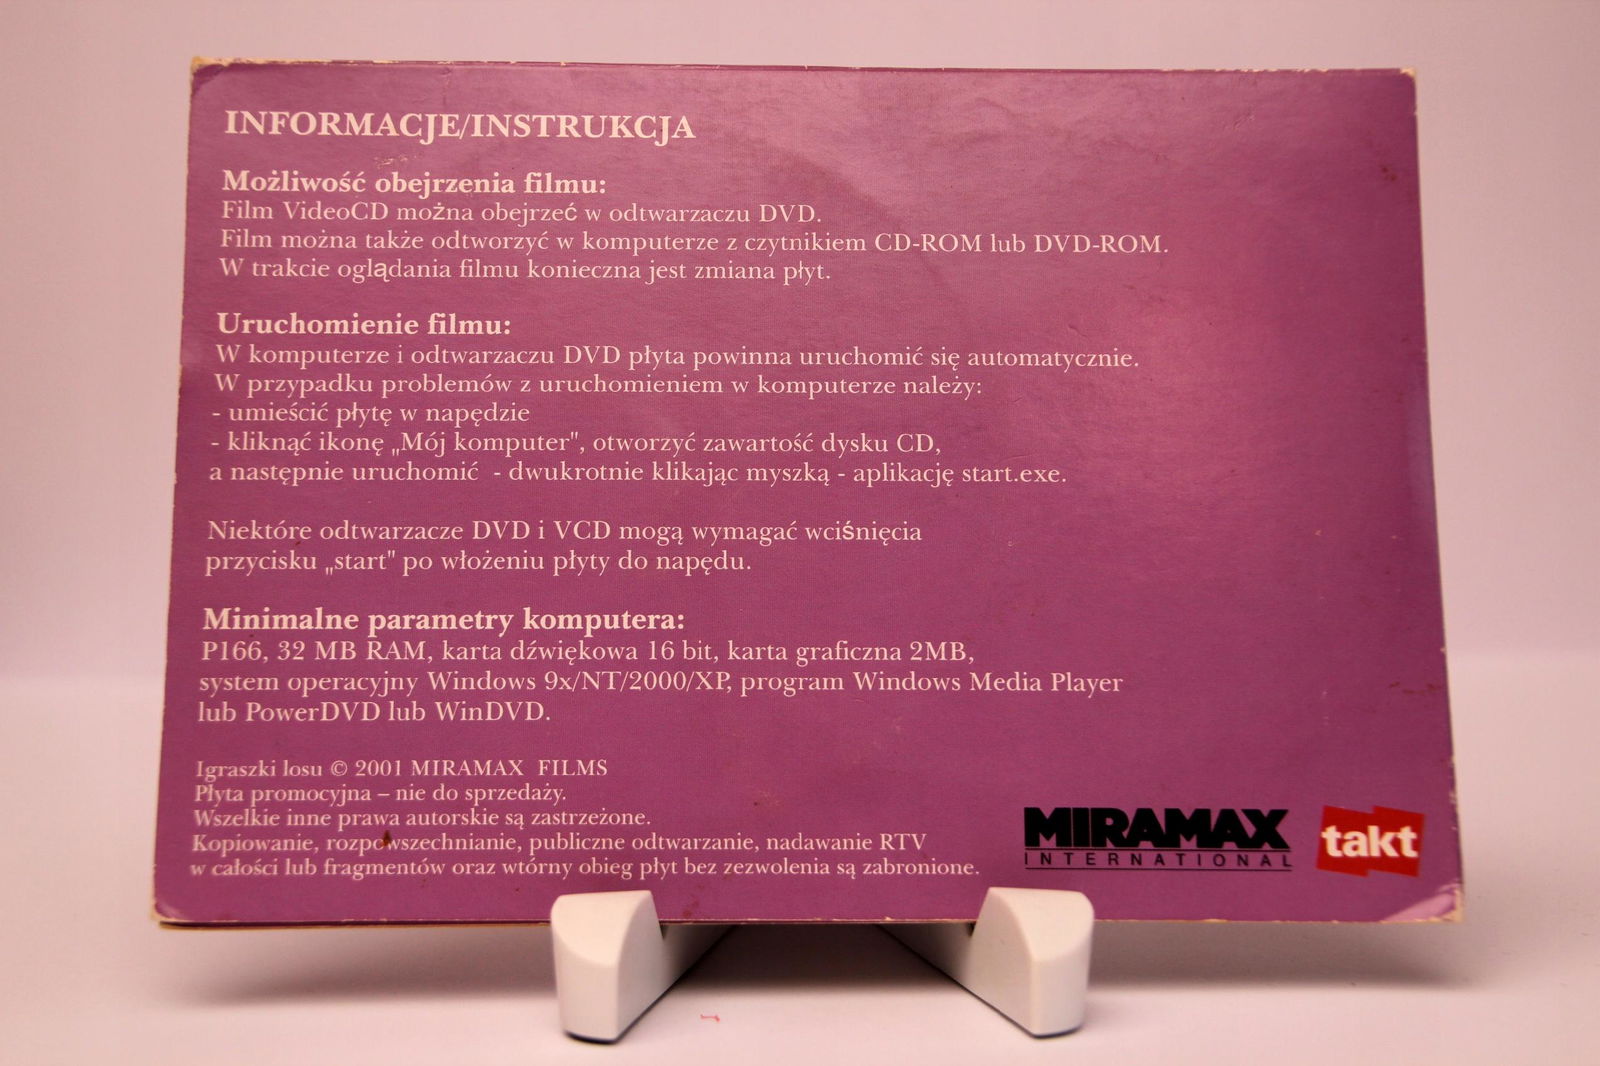 INFORMACJE/INSTRUKCJA
Możliwość obejrzenia filmu:
Film VideoCD można obejrzeć w odtwarzaczu DVD.
Film można także odtworzyć w komputerze z czytnikiem CD-ROM lub DVD-ROM.
W trakcie oglądania filmu konieczna jest zmiana płyt.
Uruchomienie filmu:
W komputerze i odtwarzaczu DVD płyta powinna uruchomić się automatycznie.
W przypadku problemów z uruchomieniem w komputerze należy:
- umieścić płytę w napędzie
- kliknąć ikonę „Mój komputer", otworzyć zawartość dysku CD,
a następnie uruchomić - dwukrotnie klikając myszką - aplikację start.exe.
Niektóre odtwarzacze DVD i VCD mogą wymagać wciśnięcia
przycisku „start" po włożeniu płyty do napędu.
Minimalne parametry komputera:
P166, 32 MB RAM, karta dźwiękowa 16 bit, karta graficzna 2MB,
system operacyjny Windows 9x/NT/2000/XP, program Windows Media Player
lub PowerDVD lub WinDVD.
Igraszki losu © 2001 MIRAMAX FILMS
Płyta promocyjna – nie do sprzedaży.
Wszelkie inne prawa autorskie są zastrzeżone.
Kopiowanie, rozpowszechnianie, publiczne odtwarzanie, nadawanie RTV
w całości lub fragmentów oraz wtórny obieg płyt bez zezwolenia są zabronione.
MIRAMAX
INTERNATIONAL
takt